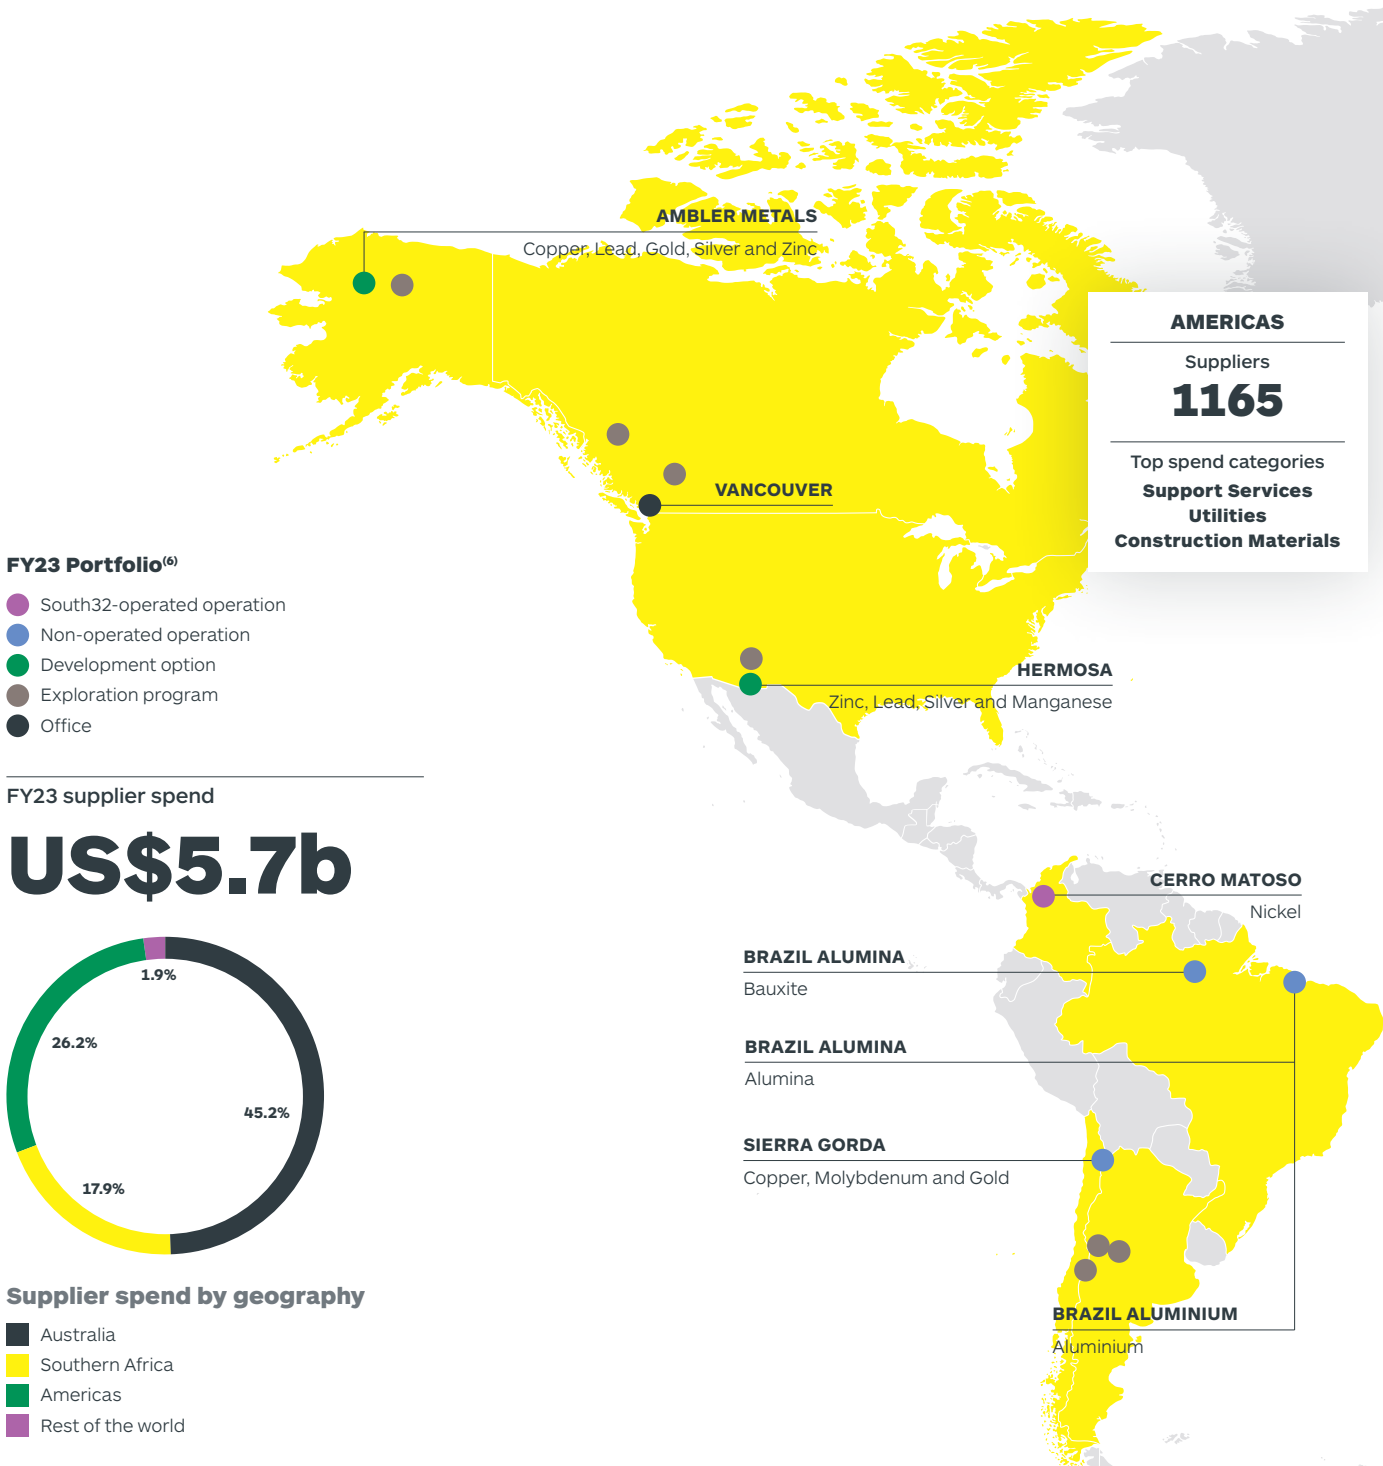 AMBLER METALS
Copper, Lead, Gold, Silver and Zinc
AMERICAS
Suppliers
1165
Top spend categories
Support Services
Utilities
Construction Materials
VANCOUVER
HERMOSA
Zinc, Lead, Silver and Manganese
FY23 Portfolio(6)
South32-operated operation
Non-operated operation
Development option
Exploration program
Office
FY23 supplier spend
US$5.7b
1.9%
26.2%
45.2%
17.9%
Supplier spend by geography
Australia
Southern Africa
Americas
Rest of the world
CERRO MATOSO
Nickel
BRAZIL ALUMINA
Bauxite
BRAZIL ALUMINA
Alumina
SIERRA GORDA
Copper, Molybdenum and Gold
BRAZIL ALUMINIUM
Aluminium